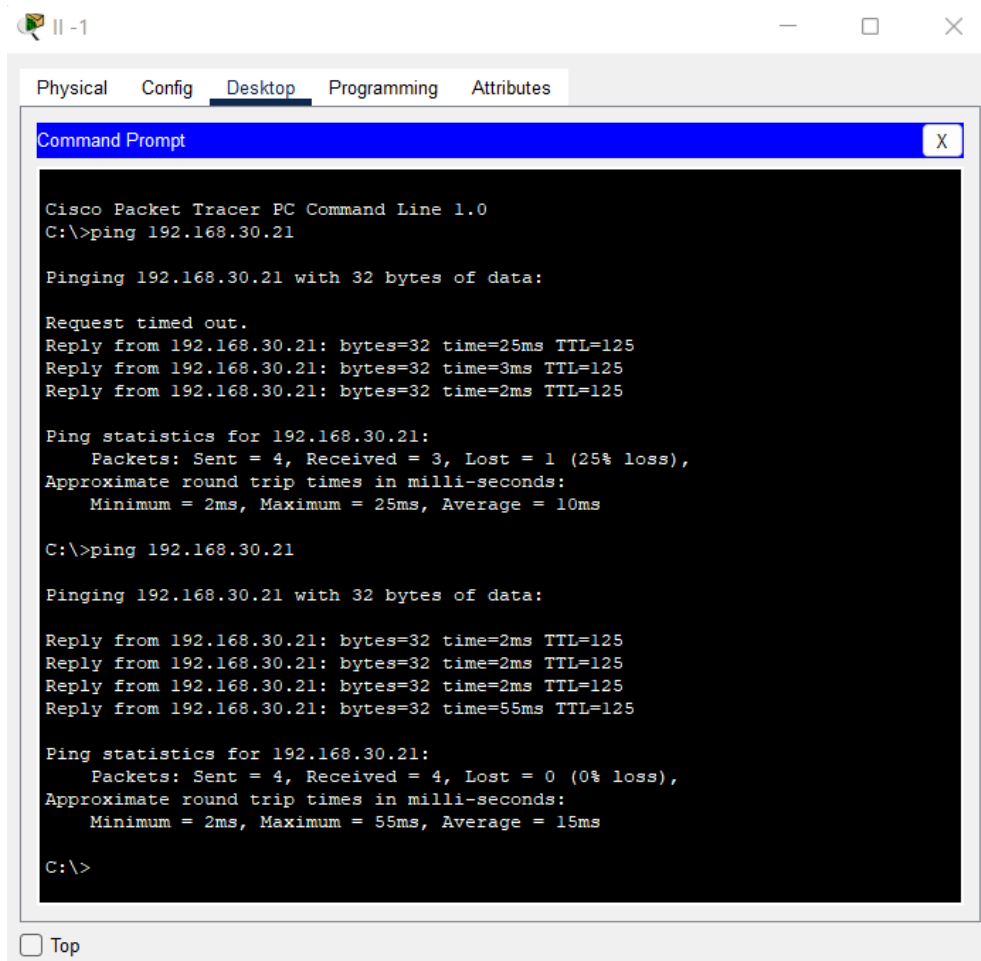 II -1
Physical Config Desktop Programming Attributes
Command Prompt X
Cisco Packet Tracer PC Command Line 1.0
C:\>ping 192.168.30.21
Pinging 192.168.30.21 with 32 bytes of data:
Request timed out.
Reply from 192.168.30.21: bytes=32 time=25ms TTL=125
Reply from 192.168.30.21: bytes=32 time=3ms TTL=125
Reply from 192.168.30.21: bytes=32 time=2ms TTL=125
Ping statistics for 192.168.30.21:
Packets: Sent = 4, Received = 3, Lost = 1 (25% loss),
Approximate round trip times in milli-seconds:
Minimum = 2ms, Maximum = 25ms, Average = 10ms
C:\>ping 192.168.30.21
Pinging 192.168.30.21 with 32 bytes of data:
Reply from 192.168.30.21: bytes=32 time=2ms TTL=125
Reply from 192.168.30.21: bytes=32 time=2ms TTL=125
Reply from 192.168.30.21: bytes=32 time=2ms TTL=125
Reply from 192.168.30.21: bytes=32 time=55ms TTL=125
Ping statistics for 192.168.30.21:
Packets: Sent = 4, Received = 4, Lost = 0 (0% loss),
Approximate round trip times in milli-seconds:
Minimum = 2ms, Maximum = 55ms, Average = 15ms
C:\>
Top